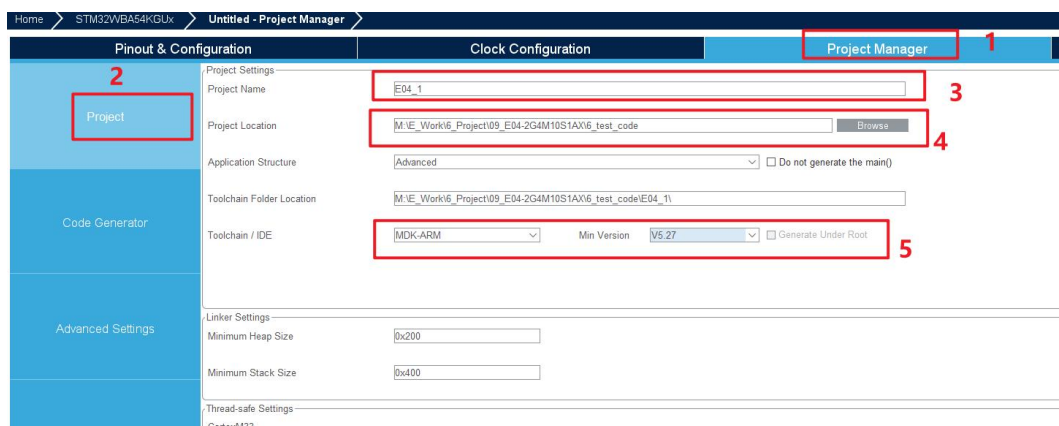 Home STM32WBA54KGUx Untitled - Project Manager
Pinout & Configuration Clock Configuration Project Manager 1
2
Project
Code Generator
Advanced Settings
Project Settings
Project Name E04_1 3
Project Location M:\E_Work\6_Project\09_E04-2G4M10S1AX\6_test_code Browse 4
Application Structure Advanced Do not generate the main()
Toolchain Folder Location M:\E_Work\6_Project\09_E04-2G4M10S1AX\6_test_code\E04_1\
Toolchain / IDE MDK-ARM Min Version V5.27 Generate Under Root 5
Linker Settings
Minimum Heap Size 0x200
Minimum Stack Size 0x400
Thread-safe Settings